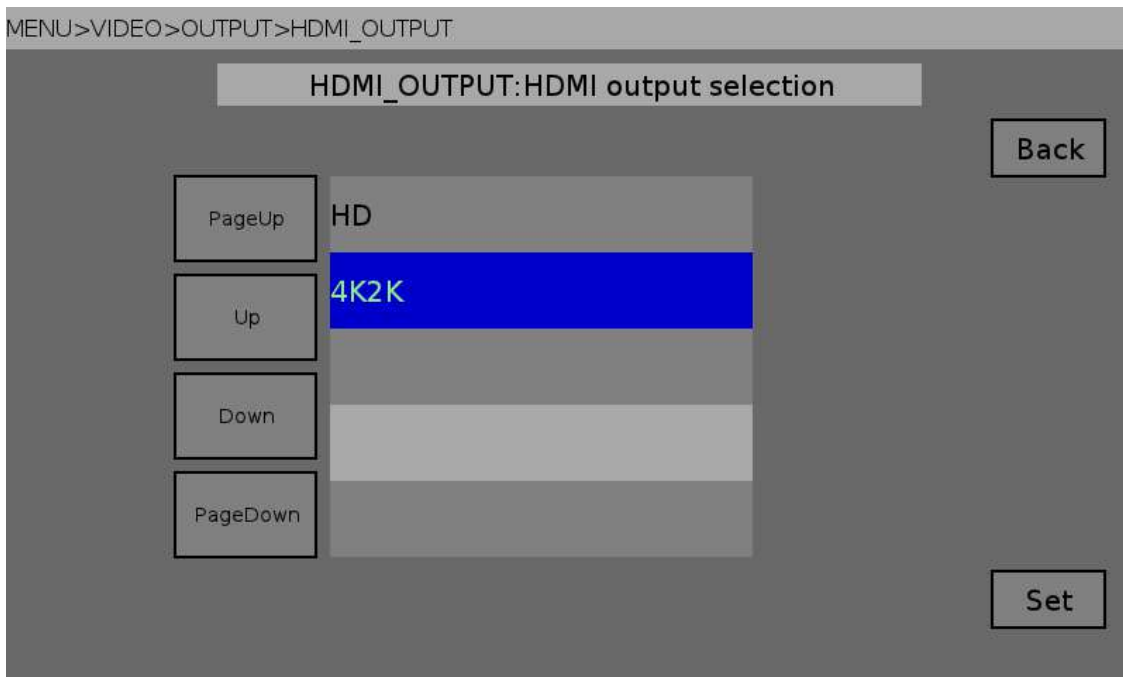 MENU>VIDEO>OUTPUT>HDMI_OUTPUT
HDMI_OUTPUT:HDMI output selection
Back
PageUp
HD
Up
4K2K
Down
PageDown
Set